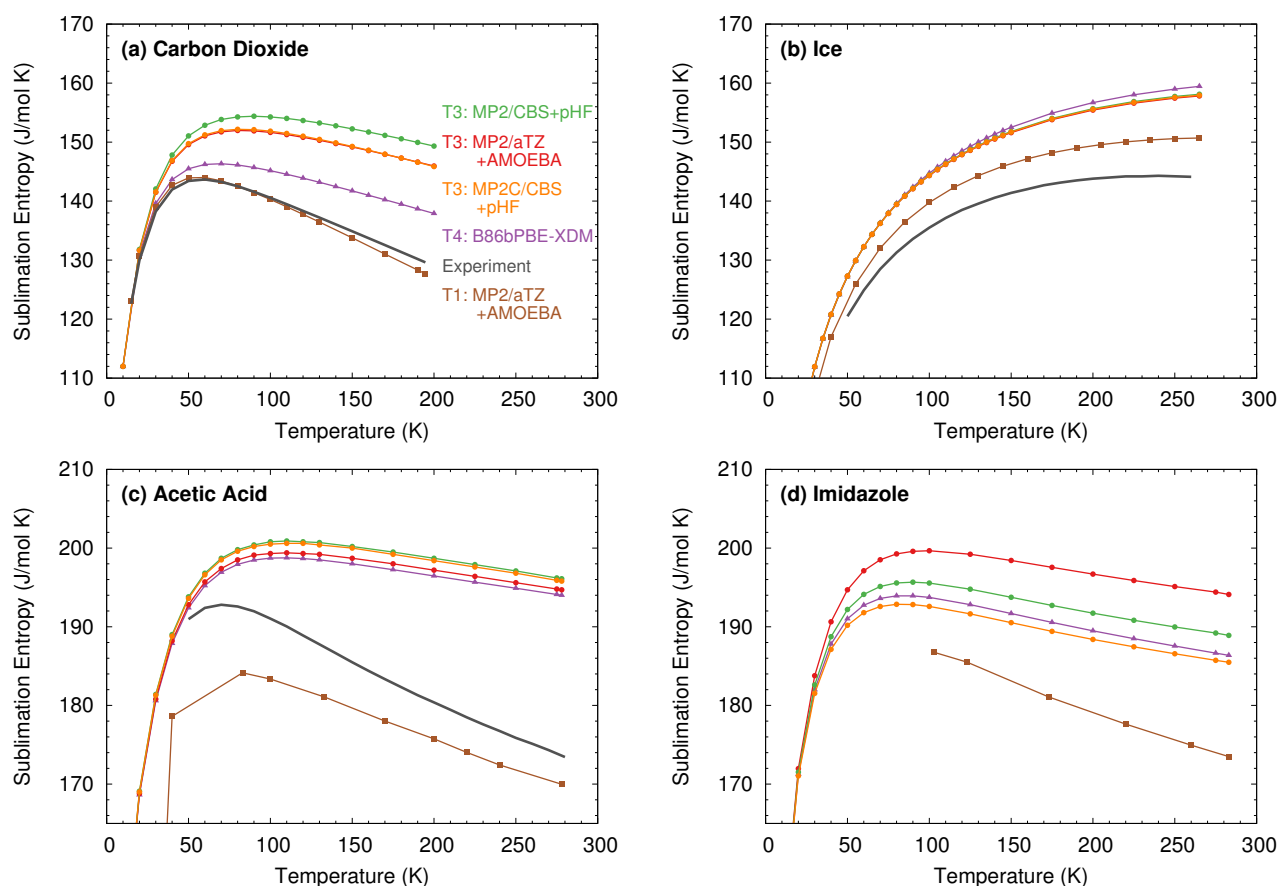 (a) Carbon Dioxide
170
160
150
140
130
120
110
0 50 100 150 200 250 300
Sublimation Entropy (J/mol K)
Temperature (K)
T3: MP2/CBS+pHF
T3: MP2/aTZ
+AMOEBA
T3: MP2C/CBS
+pHF
T4: B86bPBE-XDM
Experiment
T1: MP2/aTZ
+AMOEBA
(b) Ice
170
160
150
140
130
120
110
0 50 100 150 200 250 300
Sublimation Entropy (J/mol K)
Temperature (K)
(c) Acetic Acid
210
200
190
180
170
0 50 100 150 200 250 300
Sublimation Entropy (J/mol K)
Temperature (K)
(d) Imidazole
210
200
190
180
170
0 50 100 150 200 250 300
Sublimation Entropy (J/mol K)
Temperature (K)